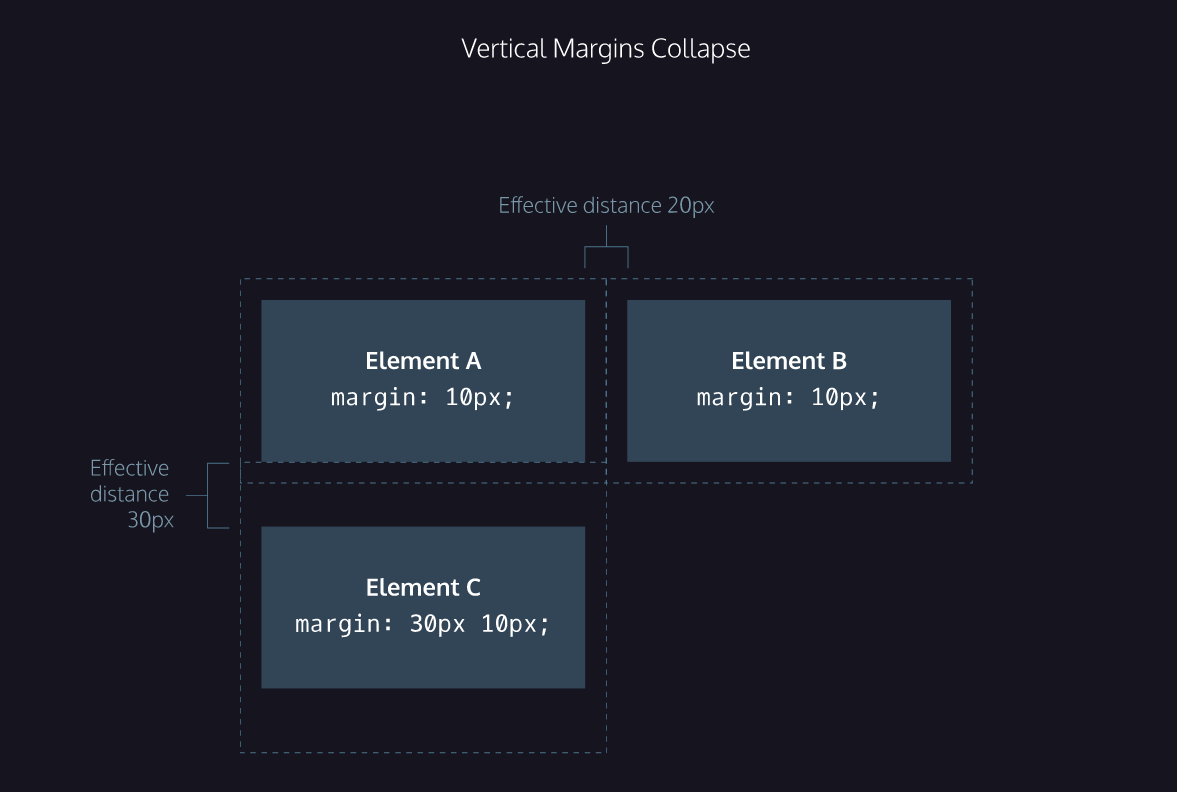 Vertical Margins Collapse
Effective distance 20px
Element A
margin: 10px;
Element B
margin: 10px;
Effective
distance
30px
Element C
margin: 30px 10px;